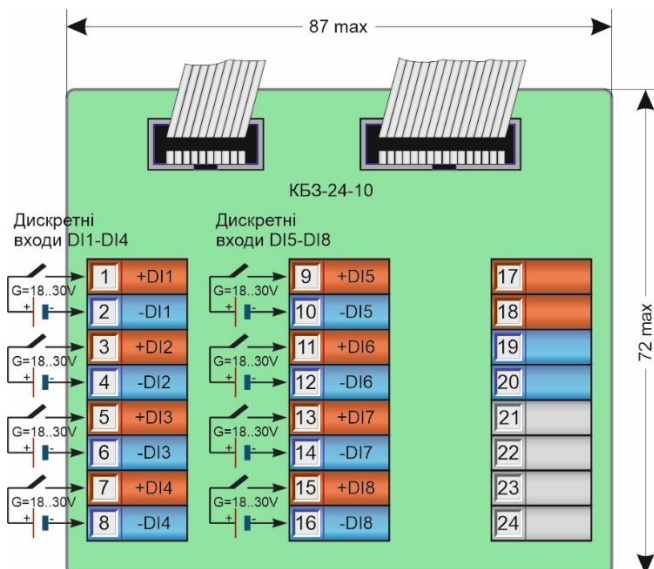 87 max
КБЗ-24-10
72 max
Дискретні
входи DI1-DI4
1 +DI1
G=18..30V
+ -
2 -DI1
3 +DI2
G=18..30V
+ -
4 -DI2
5 +DI3
G=18..30V
+ -
6 -DI3
7 +DI4
G=18..30V
+ -
8 -DI4
Дискретні
входи DI5-DI8
9 +DI5
G=18..30V
+ -
10 -DI5
11 +DI6
G=18..30V
+ -
12 -DI6
13 +DI7
G=18..30V
+ -
14 -DI7
15 +DI8
G=18..30V
+ -
16 -DI8
17
18
19
20
21
22
23
24